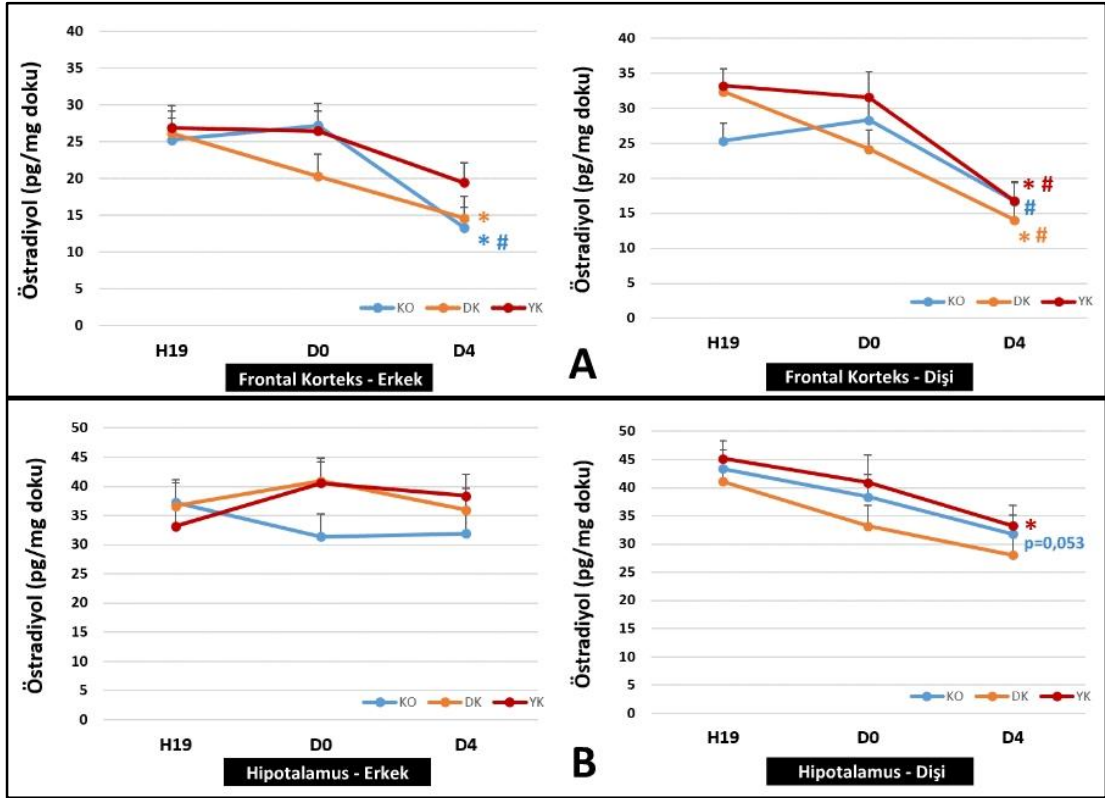 Östradiyol (pg/mg doku)
40
35
30
25
20
15
10
5
0
*
* #
KO DK YK
H19 D0 D4
Frontal Korteks - Erkek
A
Östradiyol (pg/mg doku)
40
35
30
25
20
15
10
5
0
* #
#
* #
KO DK YK
H19 D0 D4
Frontal Korteks - Dişi
Östradiyol (pg/mg doku)
50
45
40
35
30
25
20
15
10
5
0
KO DK YK
H19 D0 D4
Hipotalamus - Erkek
B
Östradiyol (pg/mg doku)
50
45
40
35
30
25
20
15
10
5
0
*
p=0,053
KO DK YK
H19 D0 D4
Hipotalamus - Dişi